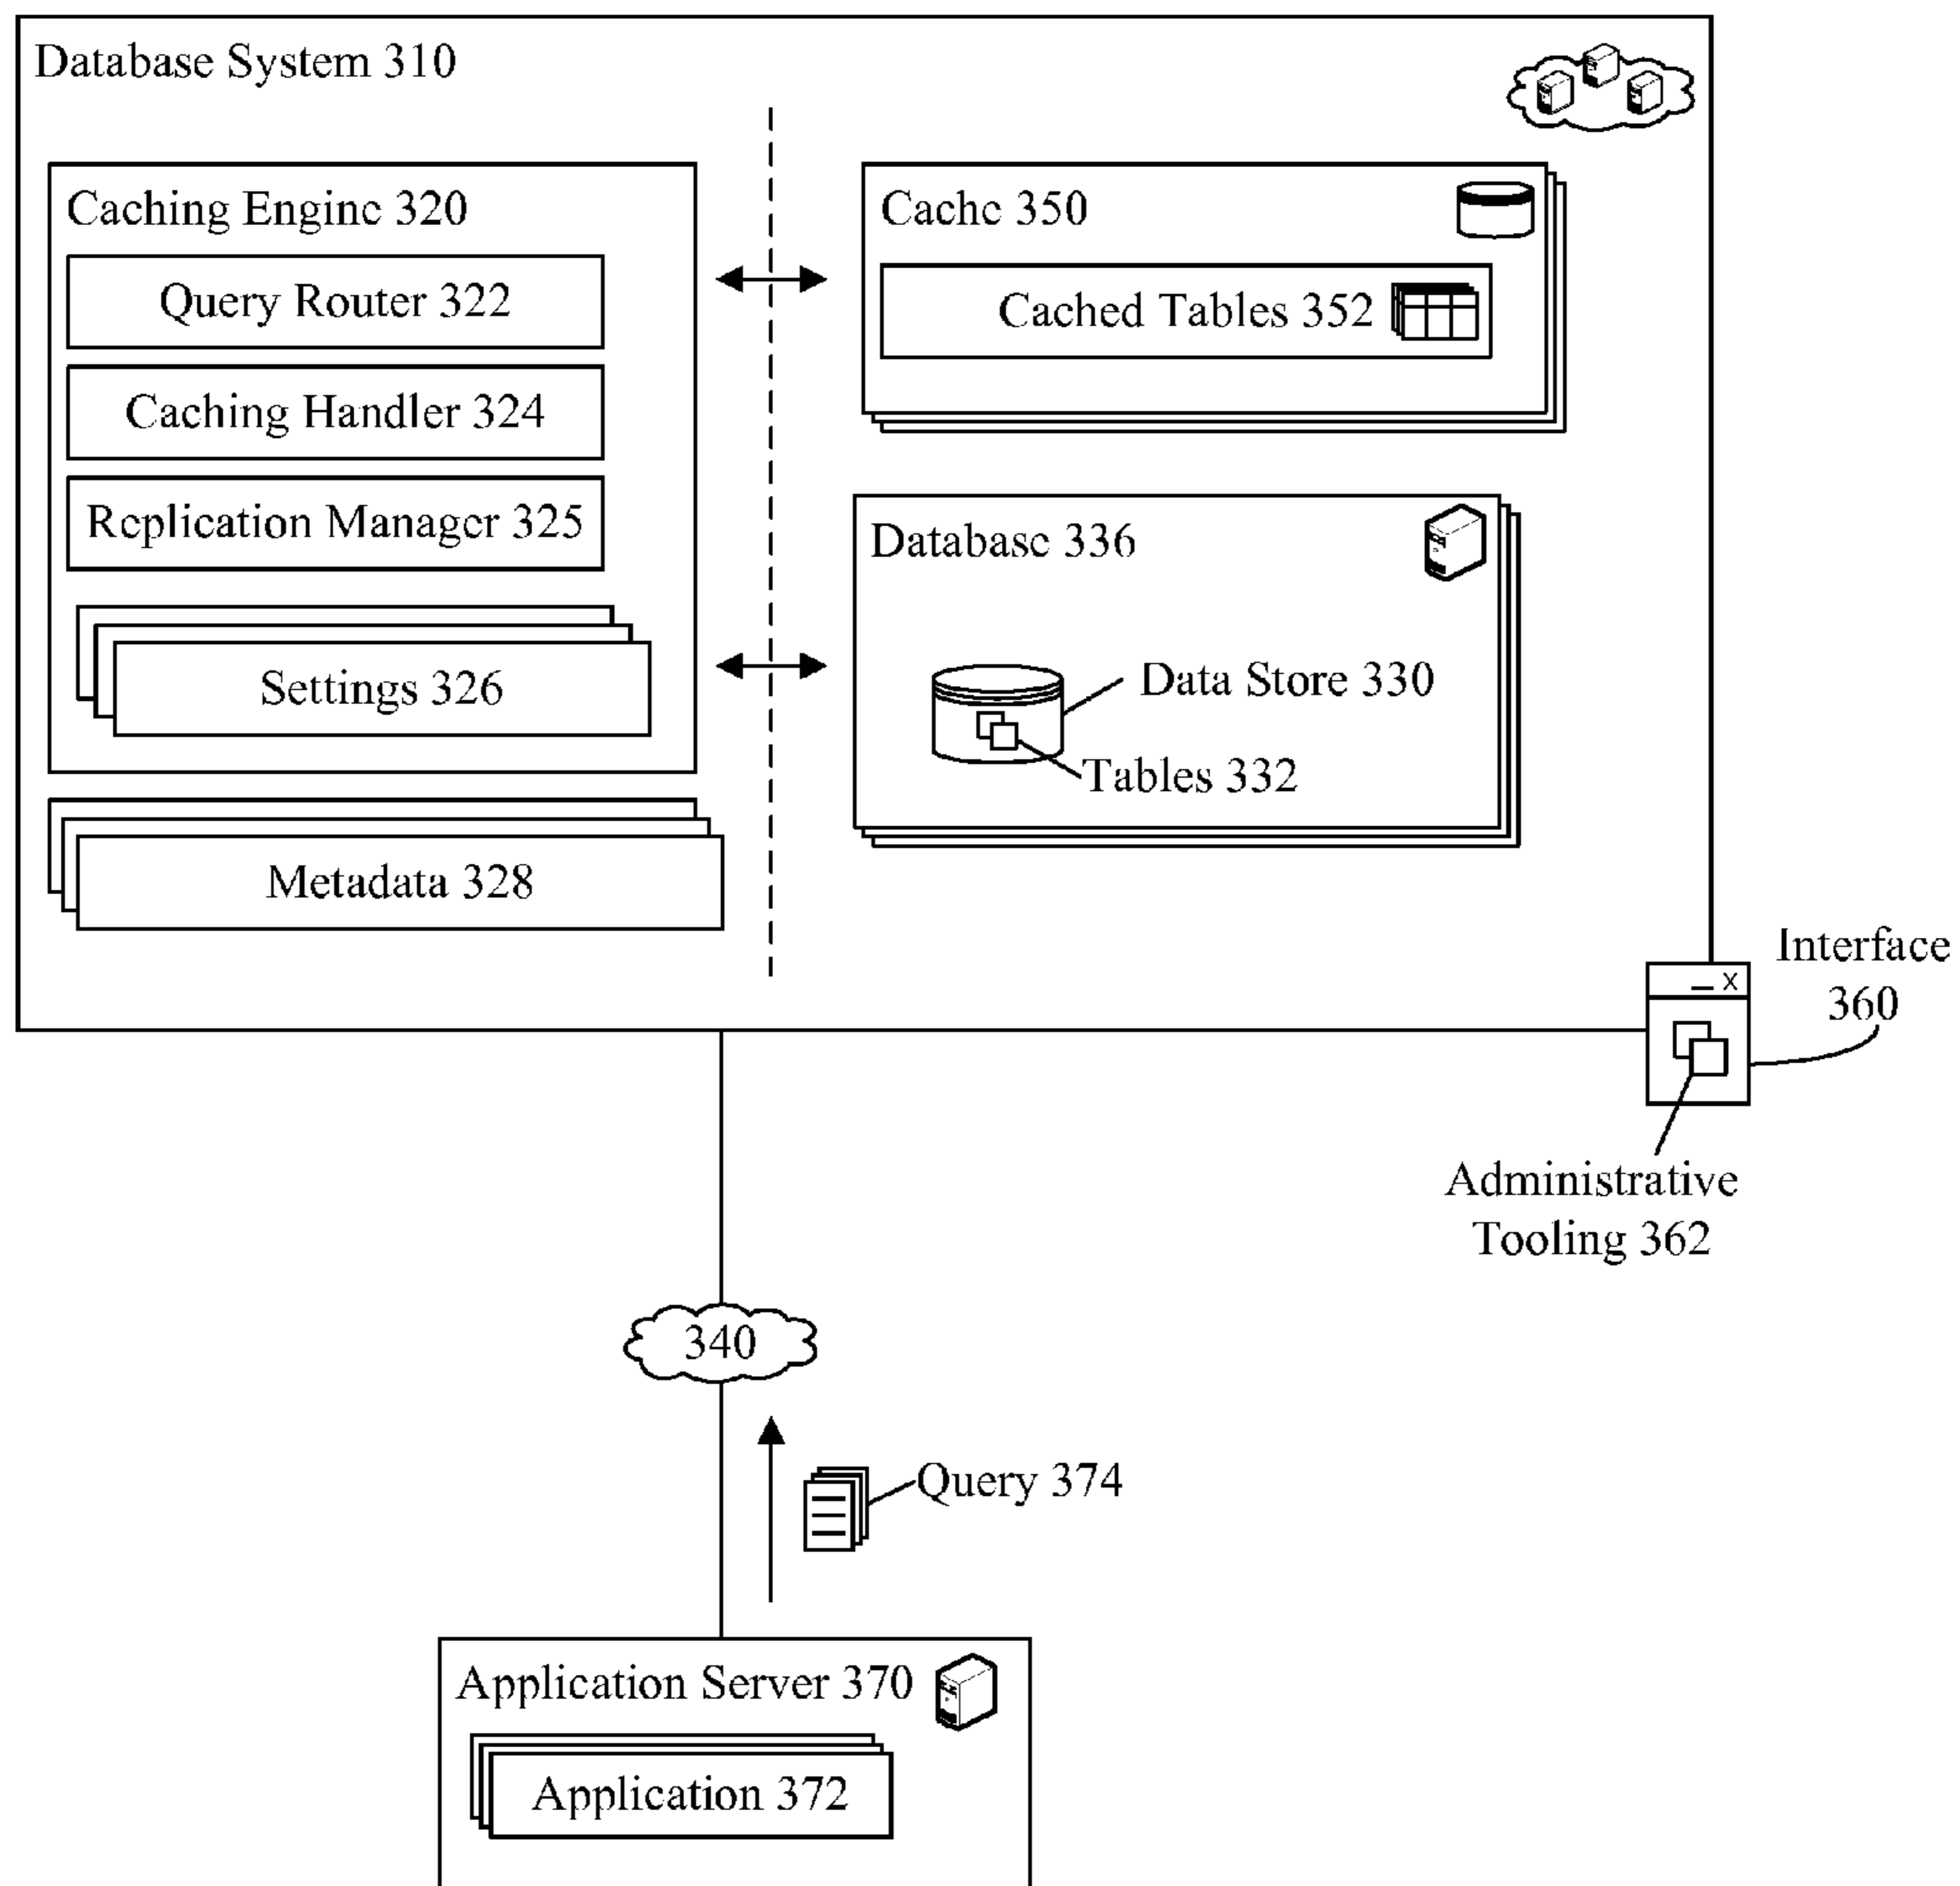 Database System 310
Caching Engine 320
Query Router 322
Caching Handler 324
Replication Manager 325
Settings 326
Metadata 328
Cache 350
Cached Tables 352
Database 336
Data Store 330
Tables 332
_ X
Interface
360
Administrative
Tooling 362
340
Query 374
Application Server 370
Application 372